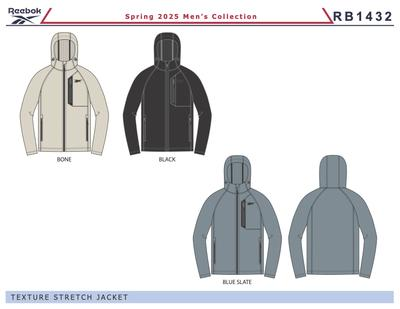 Reebok
Spring 2025 Men's Collection
RB1432
BONE
BLACK
BLUE SLATE
TEXTURE STRETCH JACKET